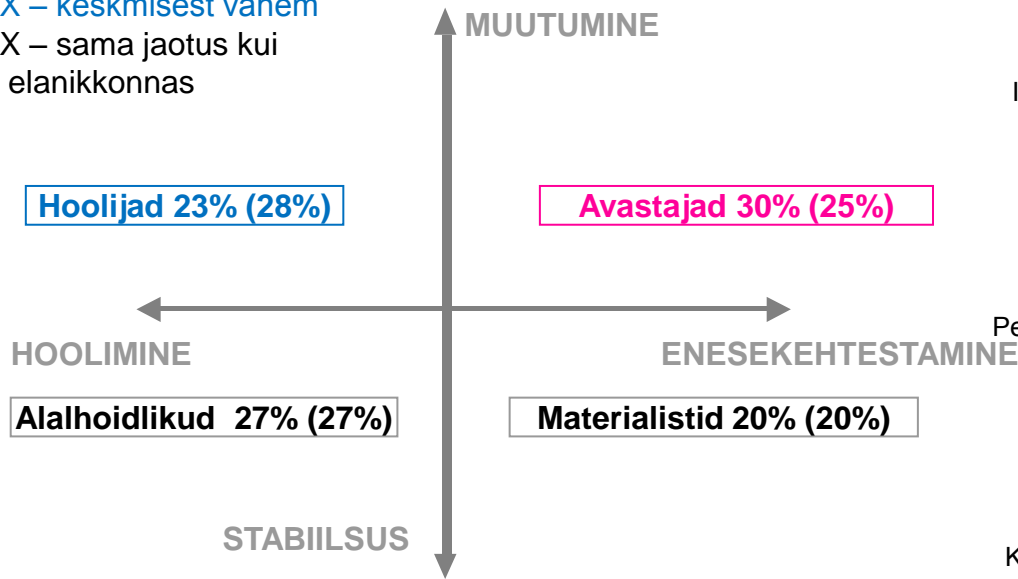 X – keskmisest vähem
X – sama jaotus kui
elanikkonnas
MUUTUMINE
Hoolijad 23% (28%)
Avastajad 30% (25%)
HOOLIMINE
ENESEKEHTESTAMINE
Alalhoidlikud 27% (27%)
Materialistid 20% (20%)
STABIILSUS